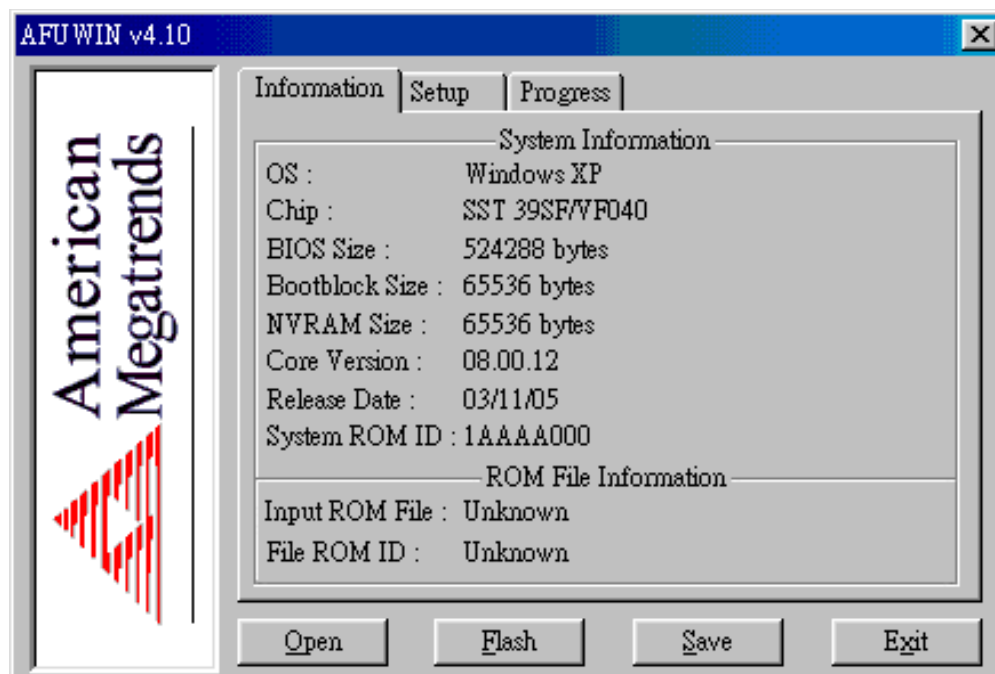 AFUWIN v4.10
American
Megatrends
Information Setup Progress
System Information
OS : Windows XP
Chip : SST 39SF/VF040
BIOS Size : 524288 bytes
Bootblock Size : 65536 bytes
NVRAM Size : 65536 bytes
Core Version : 08.00.12
Release Date : 03/11/05
System ROM ID : 1AAAA000
ROM File Information
Input ROM File : Unknown
File ROM ID : Unknown
Open Flash Save Exit